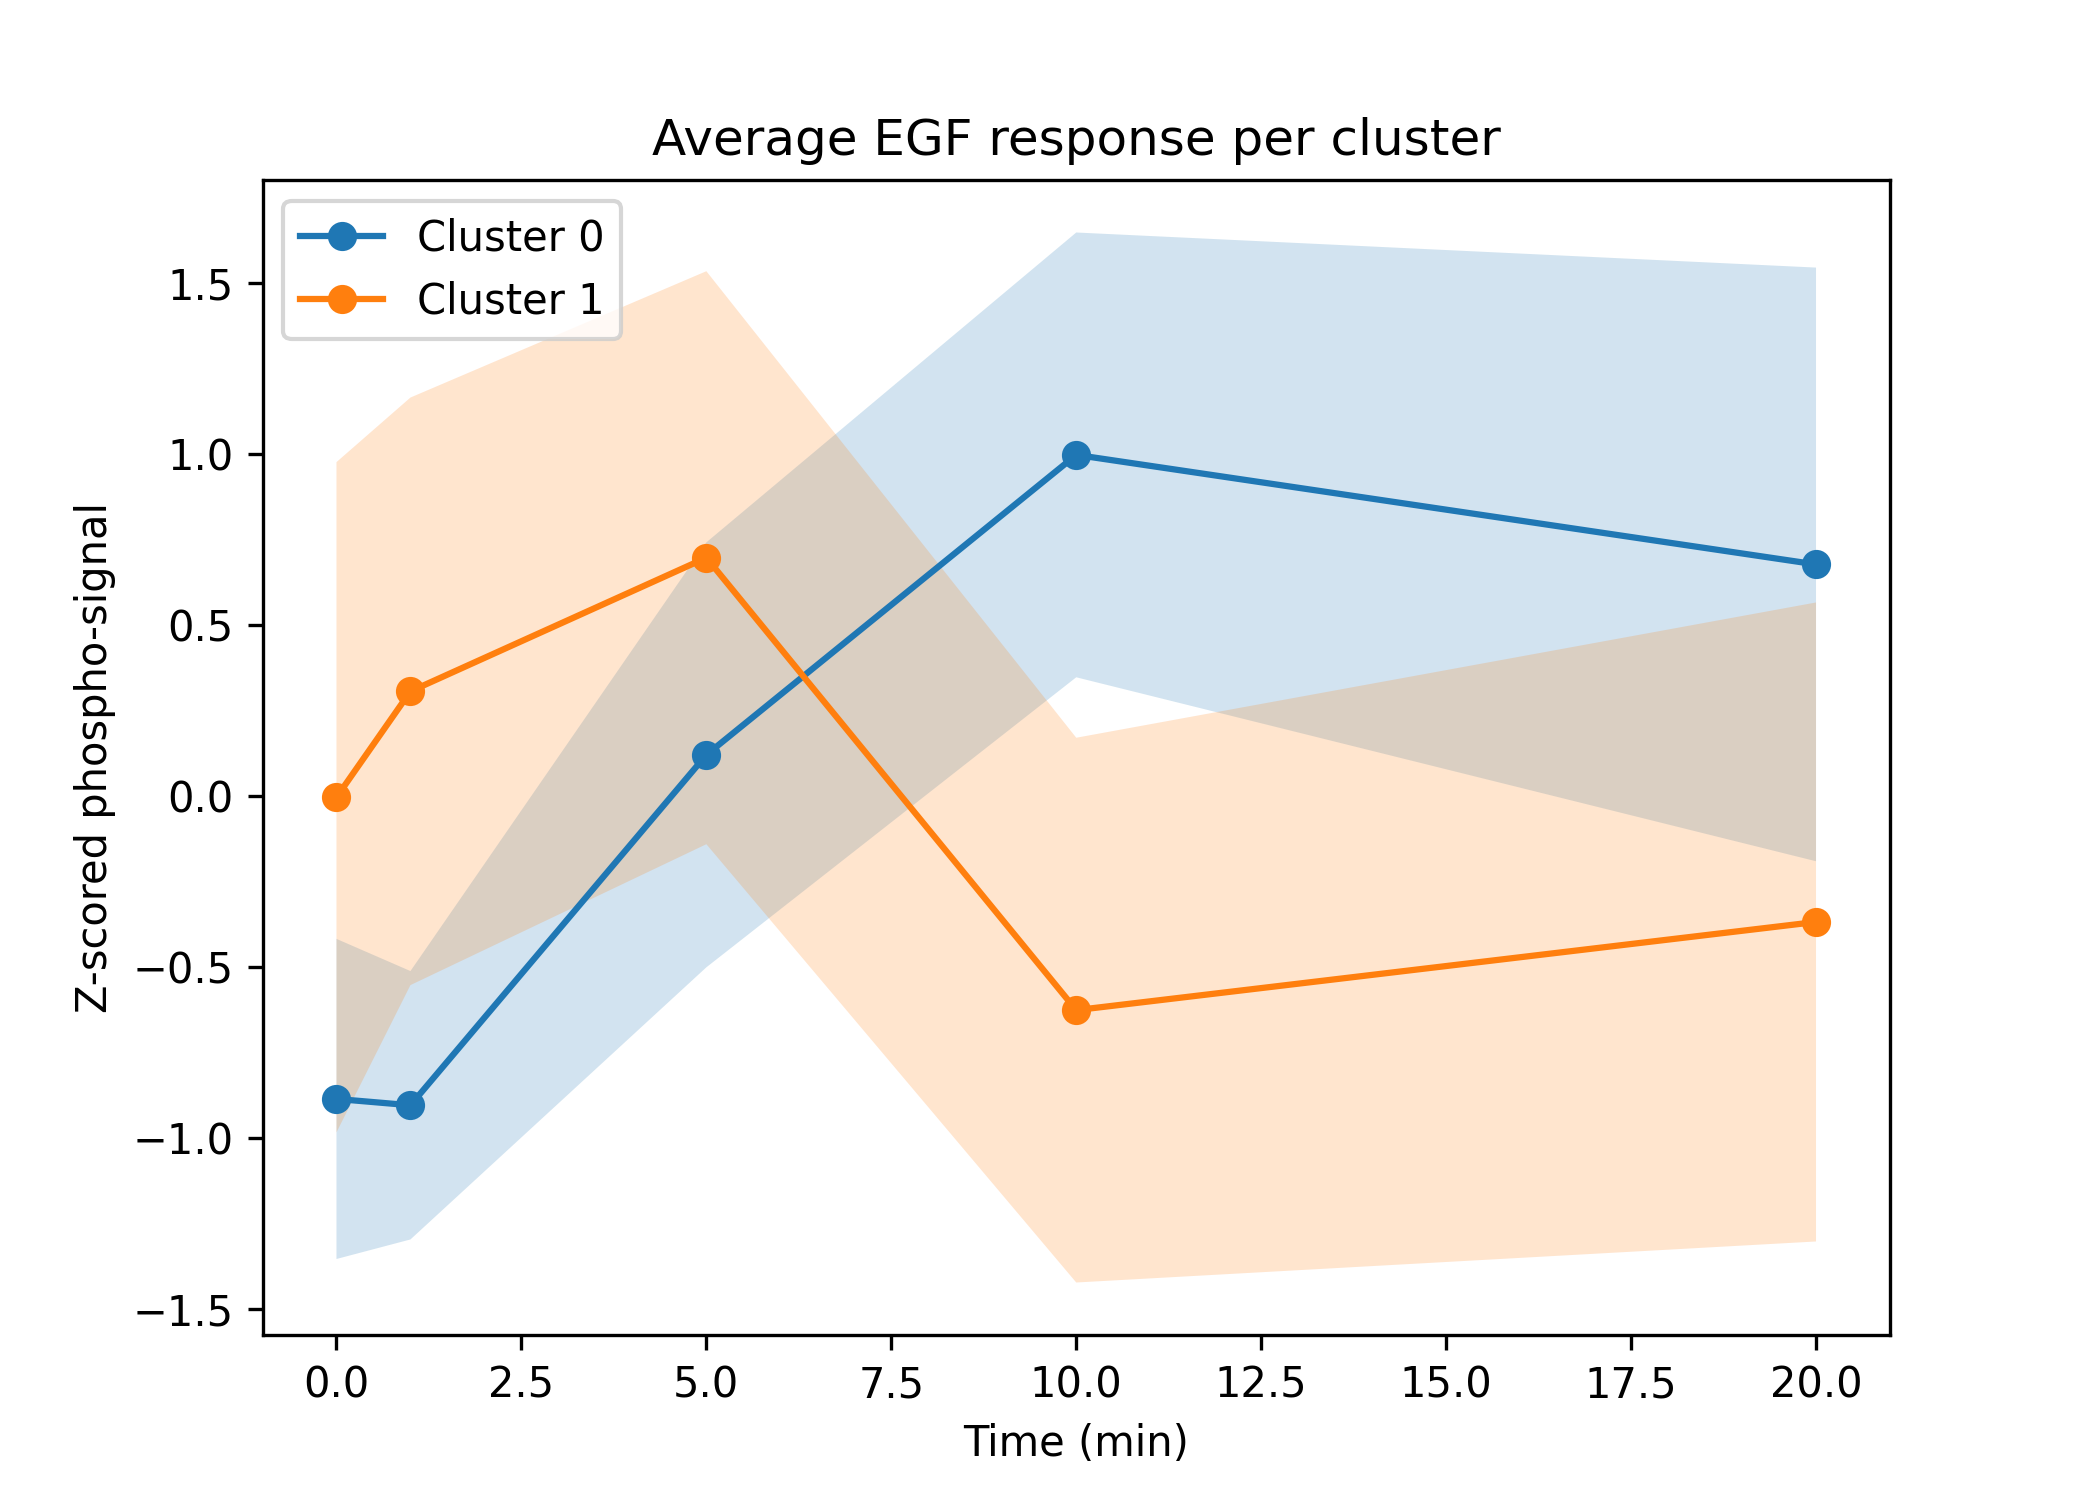 Average EGF response per cluster
Cluster 0
Cluster 1
Z-scored phospho-signal
1.5
1.0
0.5
0.0
−0.5
−1.0
−1.5
0.0 2.5 5.0 7.5 10.0 12.5 15.0 17.5 20.0
Time (min)